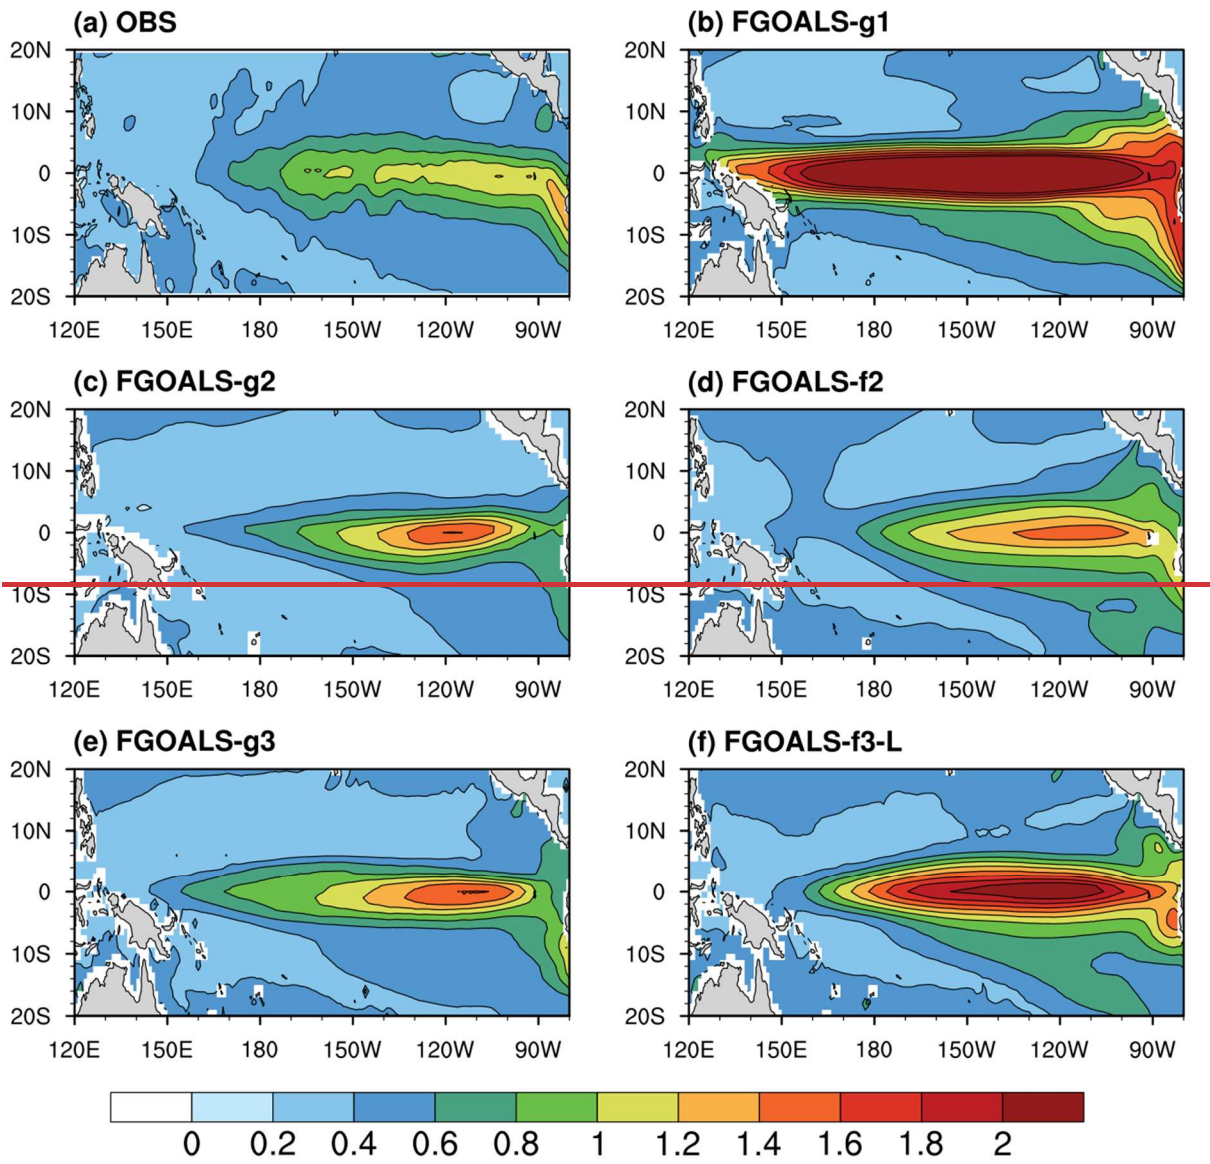 (a) OBS
(b) FGOALS-g1
20N
10N
0
10S
20S
120E 150E 180 150W 120W 90W
20N
10N
0
10S
20S
120E 150E 180 150W 120W 90W
(c) FGOALS-g2
(d) FGOALS-f2
20N
10N
0
10S
20S
120E 150E 180 150W 120W 90W
20N
10N
0
10S
20S
120E 150E 180 150W 120W 90W
(e) FGOALS-g3
(f) FGOALS-f3-L
20N
10N
0
10S
20S
120E 150E 180 150W 120W 90W
20N
10N
0
10S
20S
120E 150E 180 150W 120W 90W
0 0.2 0.4 0.6 0.8 1 1.2 1.4 1.6 1.8 2